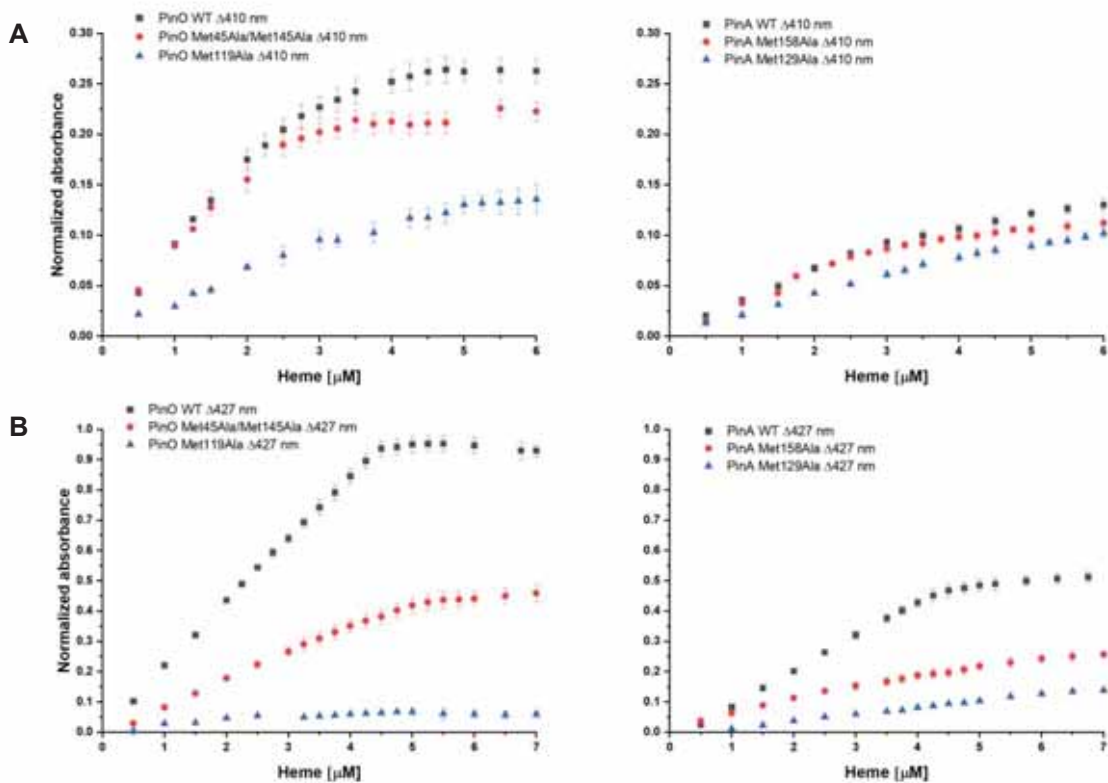 A
PinO WT Δ410 nm
PinO Met45Ala/Met145Ala Δ410 nm
PinO Met119Ala Δ410 nm
Normalized absorbance
0.30
0.25
0.20
0.15
0.10
0.05
0.00
0 1 2 3 4 5 6
Heme [µM]
PinA WT Δ410 nm
PinA Met158Ala Δ410 nm
PinA Met129Ala Δ410 nm
0.30
0.25
0.20
0.15
0.10
0.05
0.00
0 1 2 3 4 5 6
Heme [µM]
B
PinO WT Δ427 nm
PinO Met45Ala/Met145Ala Δ427 nm
PinO Met119Ala Δ427 nm
Normalized absorbance
1.0
0.9
0.8
0.7
0.6
0.5
0.4
0.3
0.2
0.1
0.0
0 1 2 3 4 5 6 7
Heme [µM]
PinA WT Δ427 nm
PinA Met158Ala Δ427 nm
PinA Met129Ala Δ427 nm
1.0
0.9
0.8
0.7
0.6
0.5
0.4
0.3
0.2
0.1
0.0
0 1 2 3 4 5 6 7
Heme [µM]